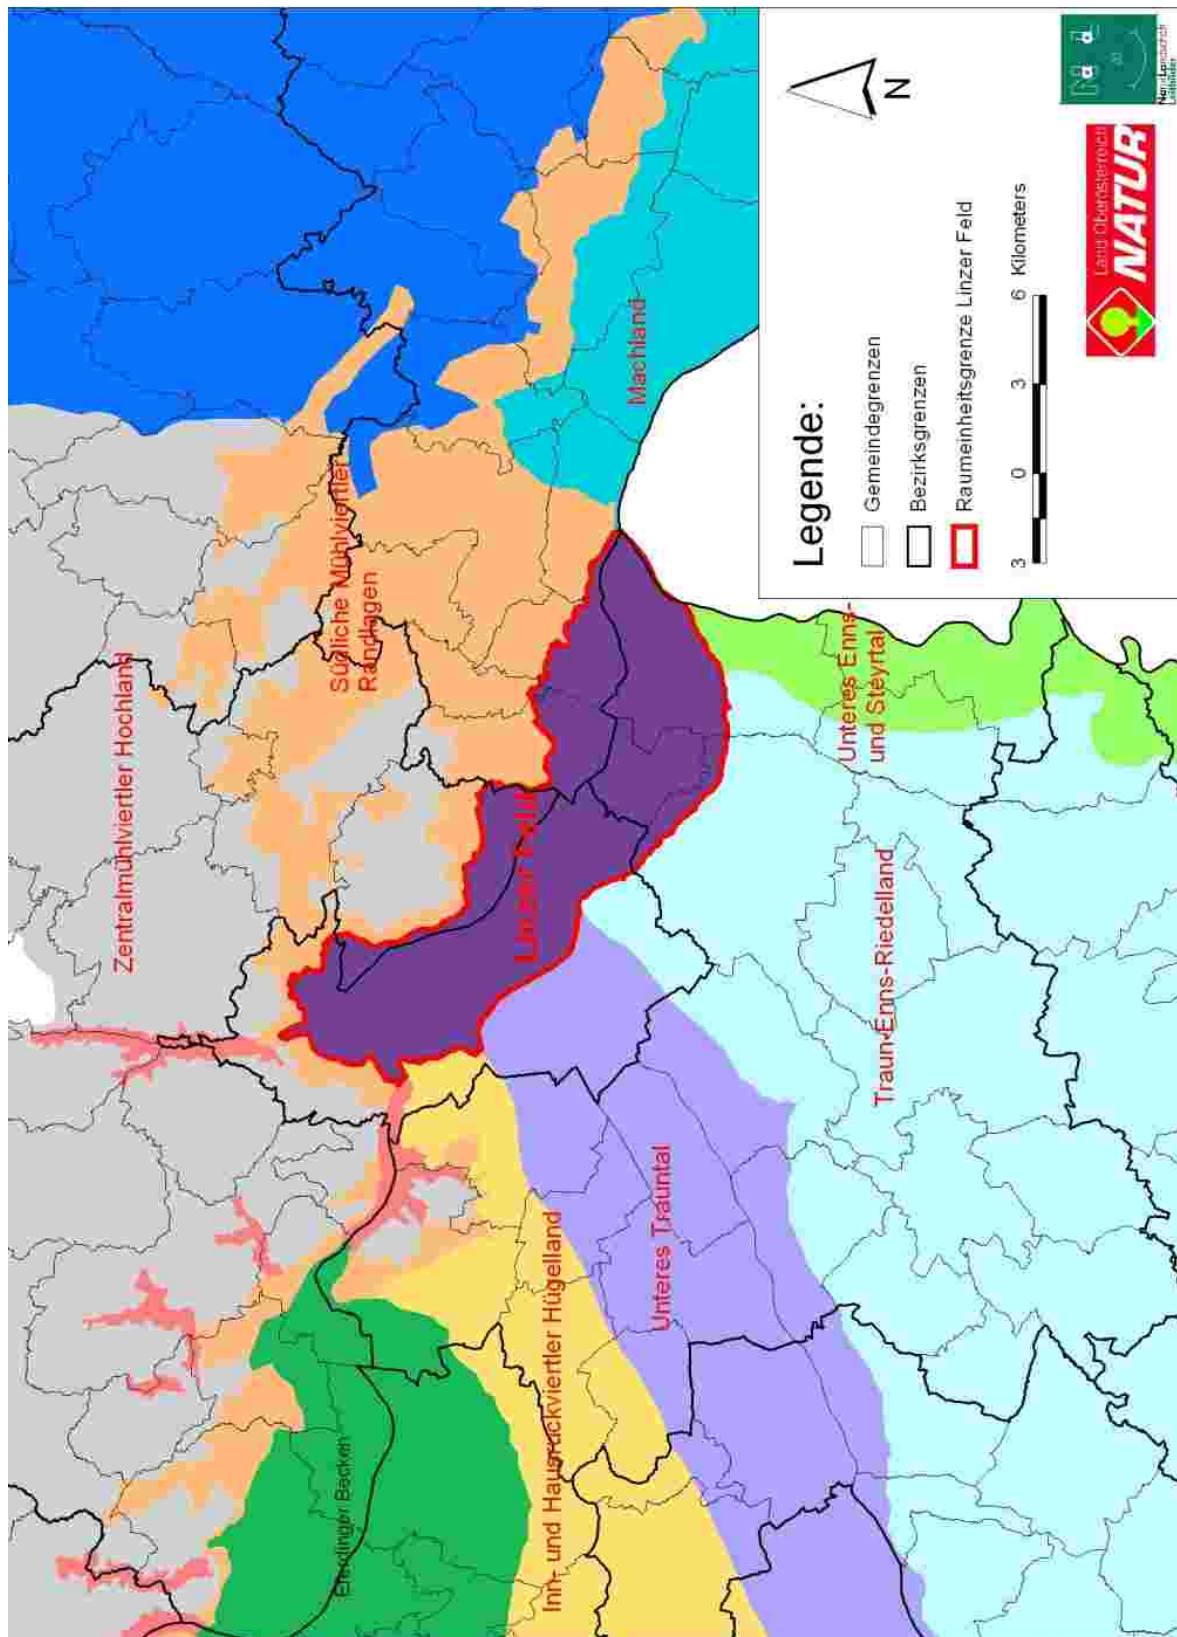 Zentralmühlviertler Hochland
Südliche Mühlviertler
Randlagen
Machland
Linzer Feld
Eferdinger Becken
Inn- und Hausruckviertler Hügelland
Unteres Trauntal
Unteres Enns-
und Steyrtal
Traun-Enns-Riedelland
Legende:
Gemeindegrenzen
Bezirksgrenzen
Raumeinheitsgrenze Linzer Feld
3 0 3 6 Kilometers
N
Land Oberösterreich
NATUR
Leitbilder